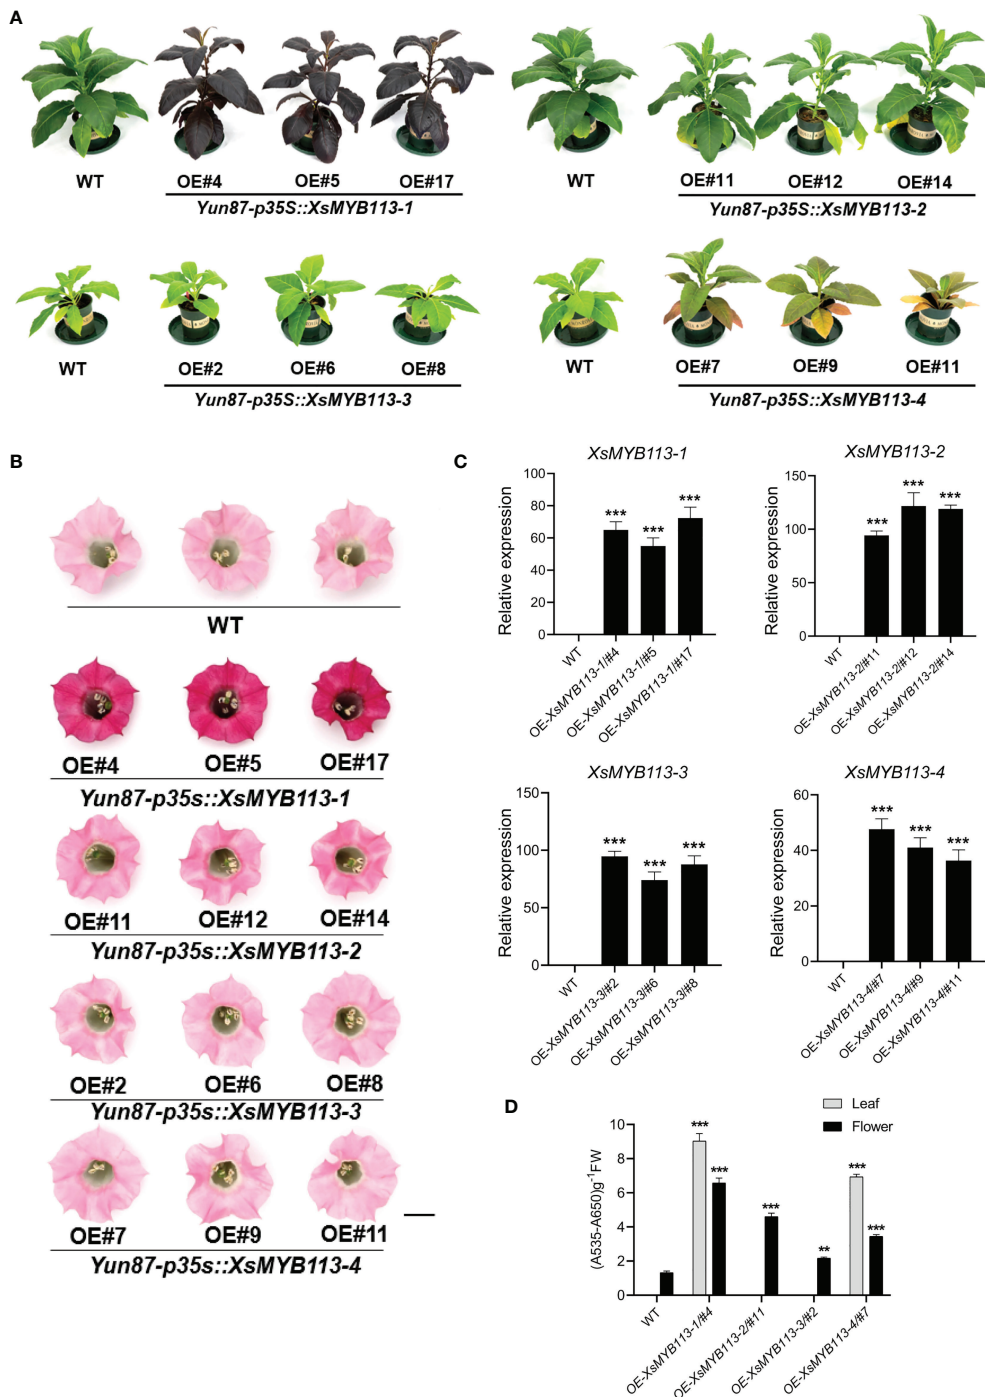 A
WT
OE#4 OE#5 OE#17
Yun87-p35S::XsMYB113-1
WT
OE#11 OE#12 OE#14
Yun87-p35S::XsMYB113-2
WT
OE#2 OE#6 OE#8
Yun87-p35S::XsMYB113-3
WT
OE#7 OE#9 OE#11
Yun87-p35S::XsMYB113-4
B
WT
OE#4 OE#5 OE#17
Yun87-p35s::XsMYB113-1
OE#11 OE#12 OE#14
Yun87-p35s::XsMYB113-2
OE#2 OE#6 OE#8
Yun87-p35s::XsMYB113-3
OE#7 OE#9 OE#11
Yun87-p35s::XsMYB113-4
C
XsMYB113-1
Relative expression
100
80
60
40
20
0
*** *** ***
WT
OE-XsMYB113-1/#4
OE-XsMYB113-1/#5
OE-XsMYB113-1/#17
XsMYB113-2
Relative expression
150
100
50
0
*** *** ***
WT
OE-XsMYB113-2/#11
OE-XsMYB113-2/#12
OE-XsMYB113-2/#14
XsMYB113-3
Relative expression
150
100
50
0
*** *** ***
WT
OE-XsMYB113-3/#2
OE-XsMYB113-3/#6
OE-XsMYB113-3/#8
XsMYB113-4
Relative expression
60
40
20
0
*** *** ***
WT
OE-XsMYB113-4/#7
OE-XsMYB113-4/#9
OE-XsMYB113-4/#11
D
Leaf
Flower
(A535-A650)g⁻¹FW
10
8
6
4
2
0
*** *** *** ** *** ***
WT
OE-XsMYB113-1/#4
OE-XsMYB113-2/#11
OE-XsMYB113-3/#2
OE-XsMYB113-4/#7